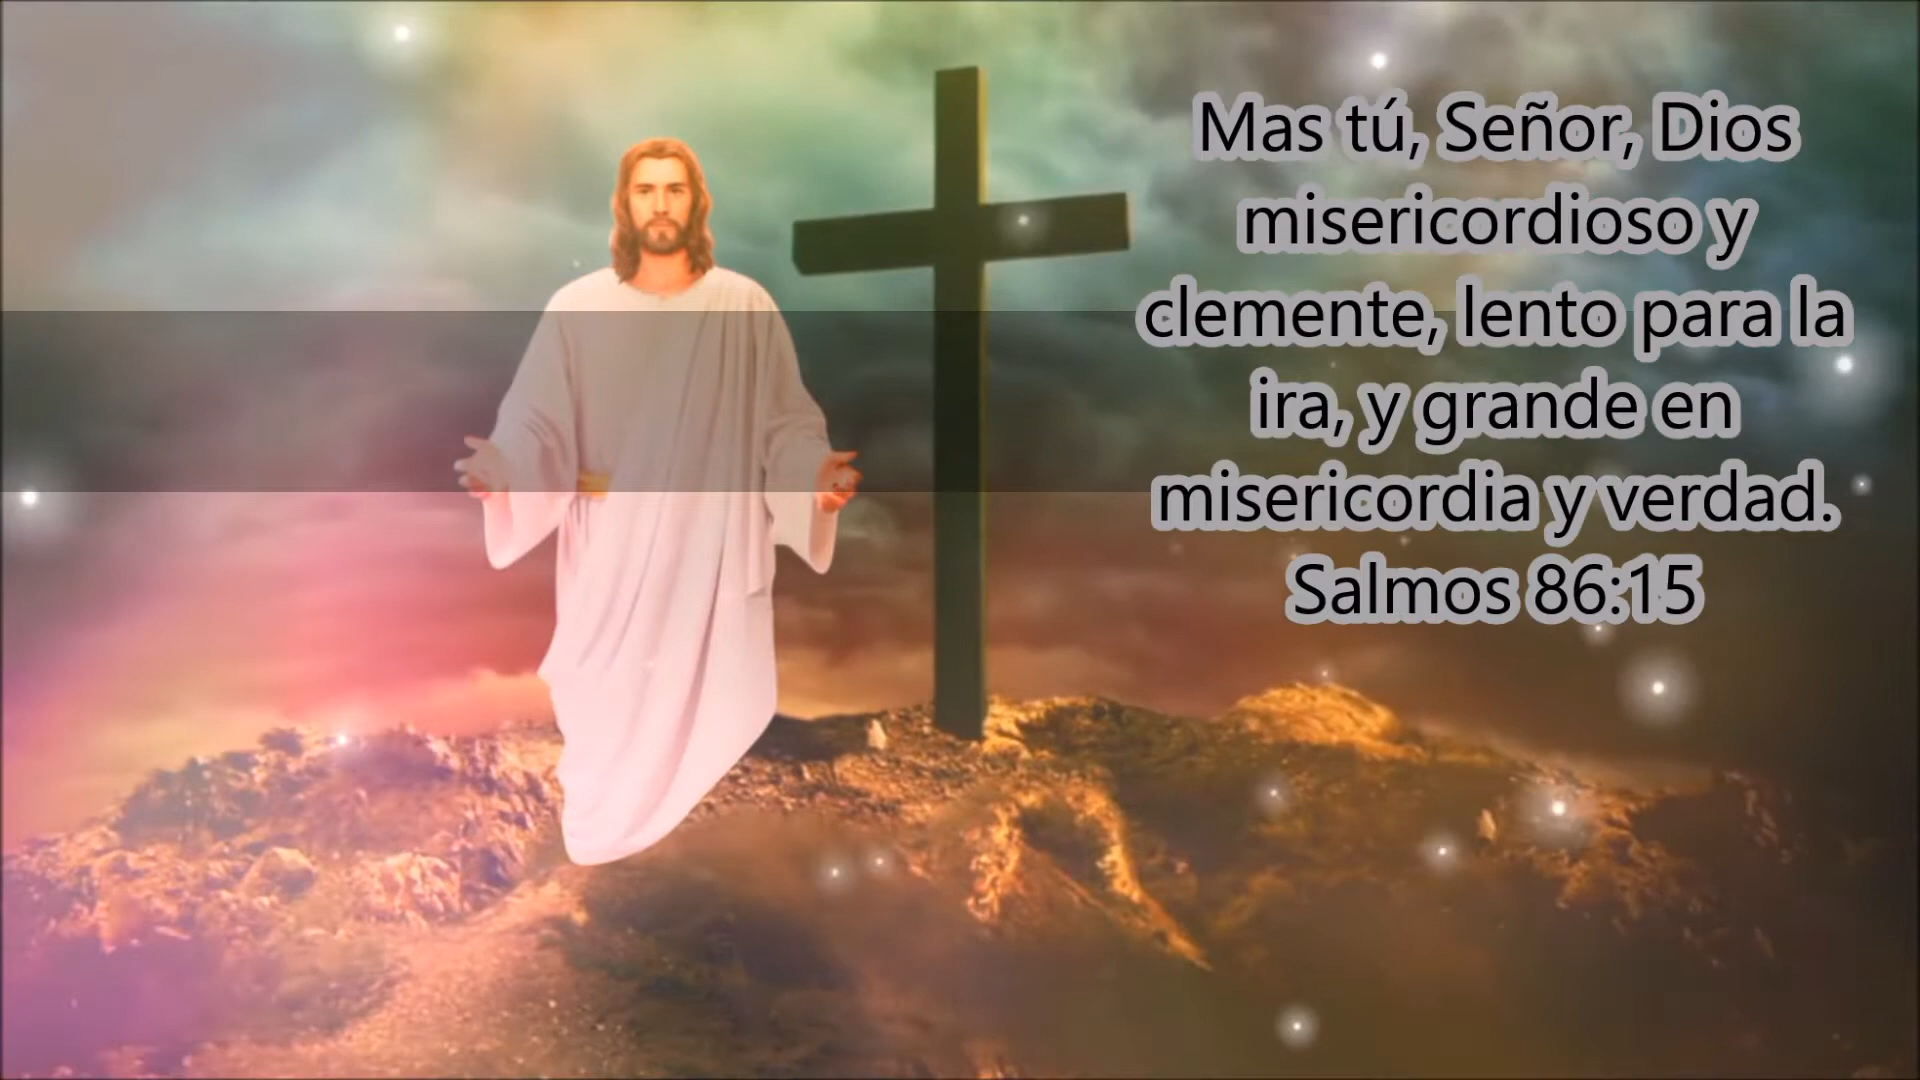 Mas tú, Señor, Dios
misericordioso y
clemente, lento para la
ira, y grande en
misericordia y verdad.
Salmos 86:15